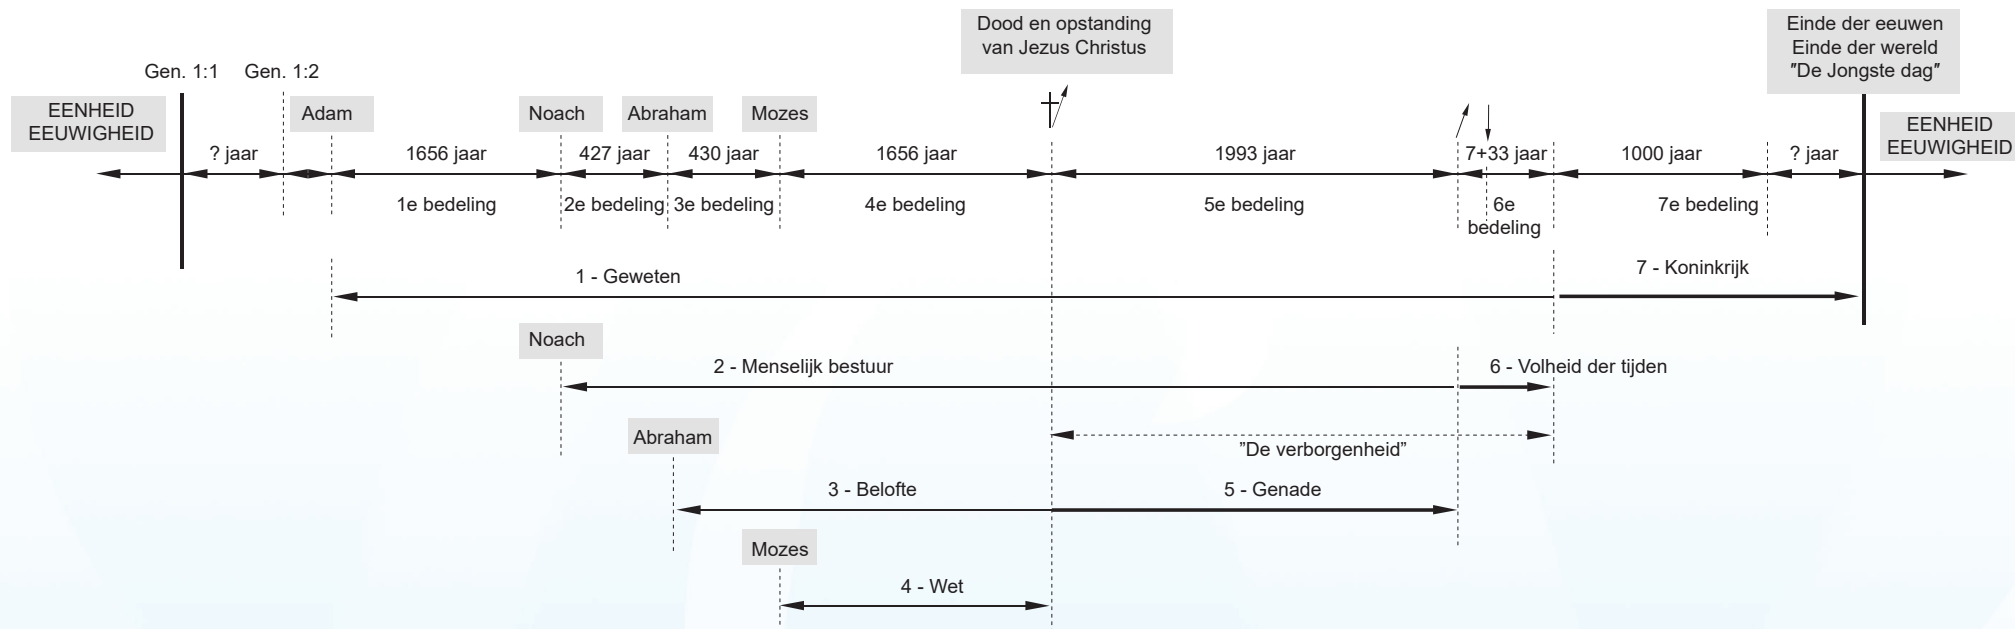 Dood en opstanding
van Jezus Christus
Einde der eeuwen
Einde der wereld
"De Jongste dag"
Gen. 1:1
Gen. 1:2
EENHEID
EEUWIGHEID
Adam
Noach
Abraham
Mozes
EENHEID
EEUWIGHEID
? jaar
1656 jaar
427 jaar
430 jaar
1656 jaar
1993 jaar
7+33 jaar
1000 jaar
? jaar
1e bedeling
2e bedeling
3e bedeling
4e bedeling
5e bedeling
6e
bedeling
7e bedeling
1 - Geweten
7 - Koninkrijk
Noach
2 - Menselijk bestuur
6 - Volheid der tijden
Abraham
”De verborgenheid”
3 - Belofte
5 - Genade
Mozes
4 - Wet